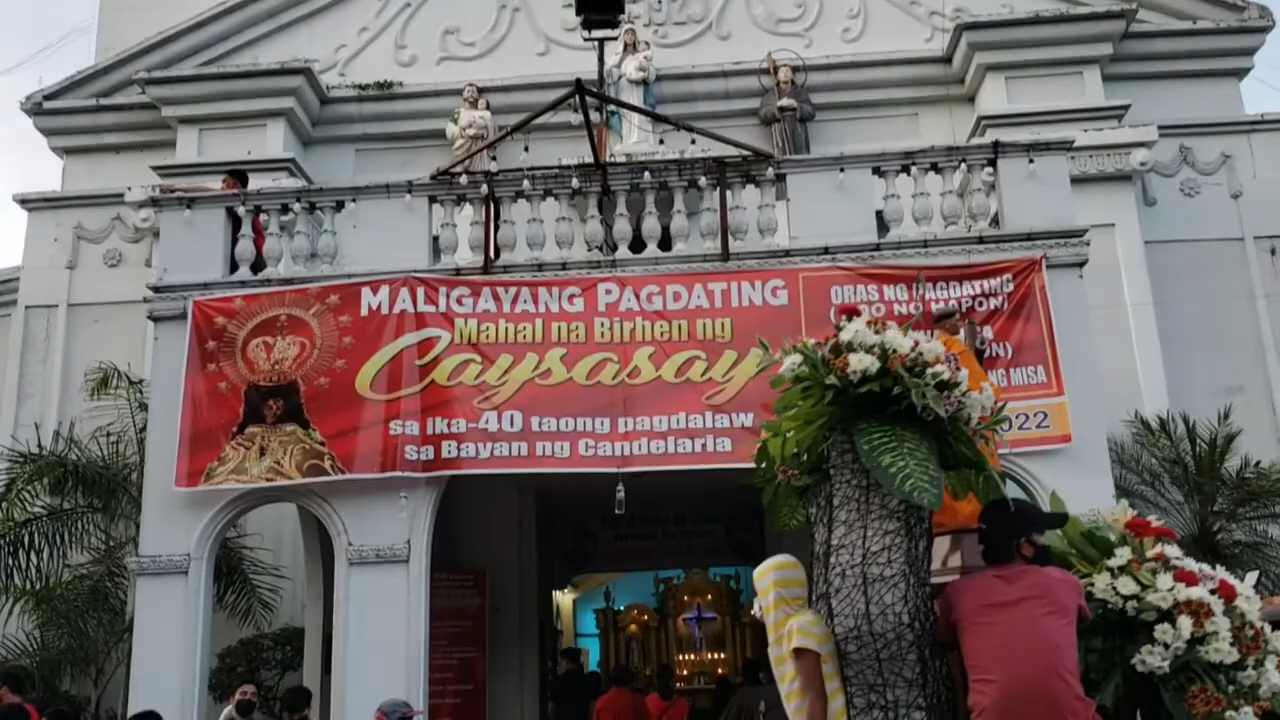 MALIGAYANG PAGDATING
Mahal na Birhen ng
Caysasay
sa ika-40 taong pagdalaw
sa Bayan ng Candelaria
ORAS NG PAGDATING
NG HAPON)
NG MISA
2022